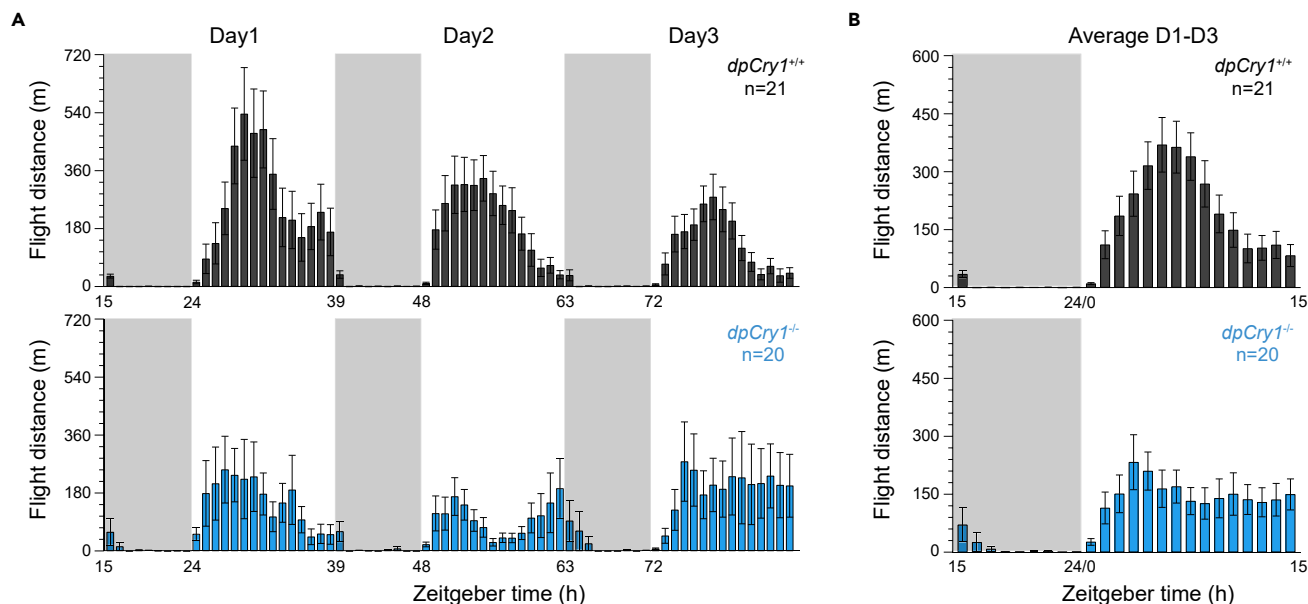 A
B
Day1
Day2
Day3
Average D1-D3
720
540
360
180
0
Flight distance (m)
dpCry1+/+
n=21
15
24
39
48
63
72
600
450
300
150
0
Flight distance (m)
dpCry1+/+
n=21
15
24/0
15
720
540
360
180
0
Flight distance (m)
dpCry1-/-
n=20
15
24
39
48
63
72
Zeitgeber time (h)
600
450
300
150
0
Flight distance (m)
dpCry1-/-
n=20
15
24/0
15
Zeitgeber time (h)